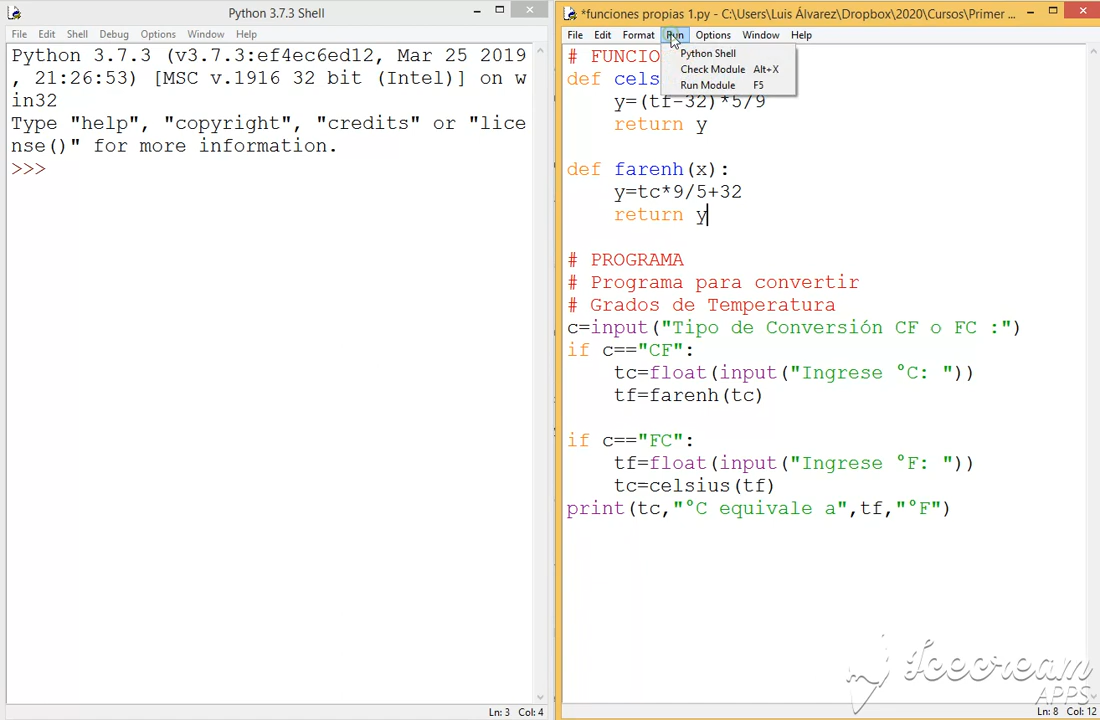 Python 3.7.3 Shell
File Edit Shell Debug Options Window Help
Python 3.7.3 (v3.7.3:ef4ec6ed12, Mar 25 2019
, 21:26:53) [MSC v.1916 32 bit (Intel)] on w
in32
Type "help", "copyright", "credits" or "lice
nse()" for more information.
>>>
Ln: 3 Col: 4
*funciones propias 1.py - C:\Users\Luis Álvarez\Dropbox\2020\Cursos\Primer ...
File Edit Format Run Options Window Help
Python Shell
Check Module Alt+X
Run Module F5
# FUNCIO
def cels
y=(tf-32)*5/9
return y
def farenh(x):
y=tc*9/5+32
return y
# PROGRAMA
# Programa para convertir
# Grados de Temperatura
c=input("Tipo de Conversión CF o FC :")
if c=="CF":
tc=float(input("Ingrese °C: "))
tf=farenh(tc)
if c=="FC":
tf=float(input("Ingrese °F: "))
tc=celsius(tf)
print(tc,"°C equivale a",tf,"°F")
Icecream
APPS
Ln: 8 Col: 12